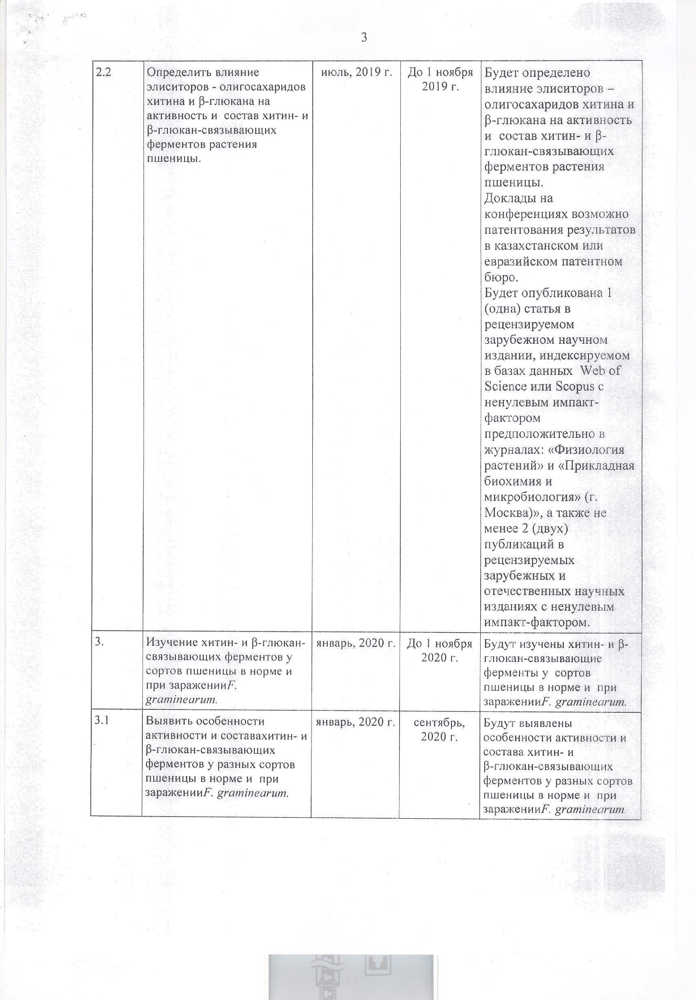 3
2.2
Определить влияние
элиситоров - олигосахаридов
хитина и β-глюкана на
активность и состав хитин- и
β-глюкан-связывающих
ферментов растения
пшеницы.
июль, 2019 г.
До 1 ноября
2019 г.
Будет определено
влияние элиситоров –
олигосахаридов хитина и
β-глюкана на активность
и состав хитин- и β-
глюкан-связывающих
ферментов растения
пшеницы.
Доклады на
конференциях возможно
патентования результатов
в казахстанском или
евразийском патентном
бюро.
Будет опубликована 1
(одна) статья в
рецензируемом
зарубежном научном
издании, индексируемом
в базах данных Web of
Science или Scopus с
ненулевым импакт-
фактором
предположительно в
журналах: «Физиология
растений» и «Прикладная
биохимия и
микробиология» (г.
Москва)», а также не
менее 2 (двух)
публикаций в
рецензируемых
зарубежных и
отечественных научных
изданиях с ненулевым
импакт-фактором.
3.
Изучение хитин- и β-глюкан-
связывающих ферментов у
сортов пшеницы в норме и
при зараженииF.
graminearum.
январь, 2020 г.
До 1 ноября
2020 г.
Будут изучены хитин- и β-
глюкан-связывающие
ферменты у сортов
пшеницы в норме и при
зараженииF. graminearum.
3.1
Выявить особенности
активности и составахитин- и
β-глюкан-связывающих
ферментов у разных сортов
пшеницы в норме и при
зараженииF. graminearum.
январь, 2020 г.
сентябрь,
2020 г.
Будут выявлены
особенности активности и
состава хитин- и
β-глюкан-связывающих
ферментов у разных сортов
пшеницы в норме и при
зараженииF. graminearum.